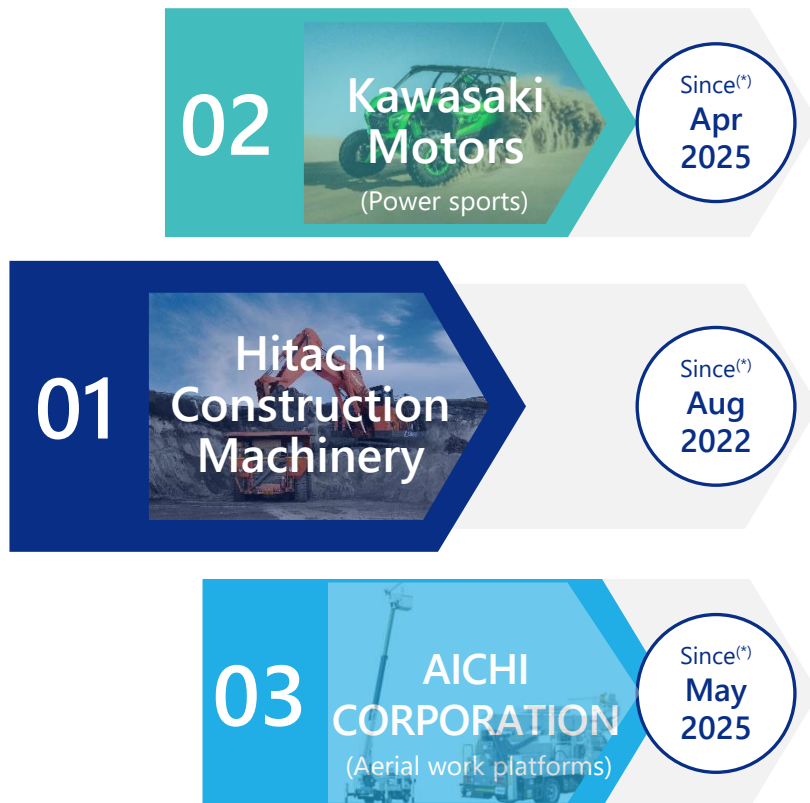 02
Kawasaki
Motors
(Power sports)
Since(*)
Apr
2025
01
Hitachi
Construction
Machinery
Since(*)
Aug
2022
03
AICHI
CORPORATION
(Aerial work platforms)
Since(*)
May
2025